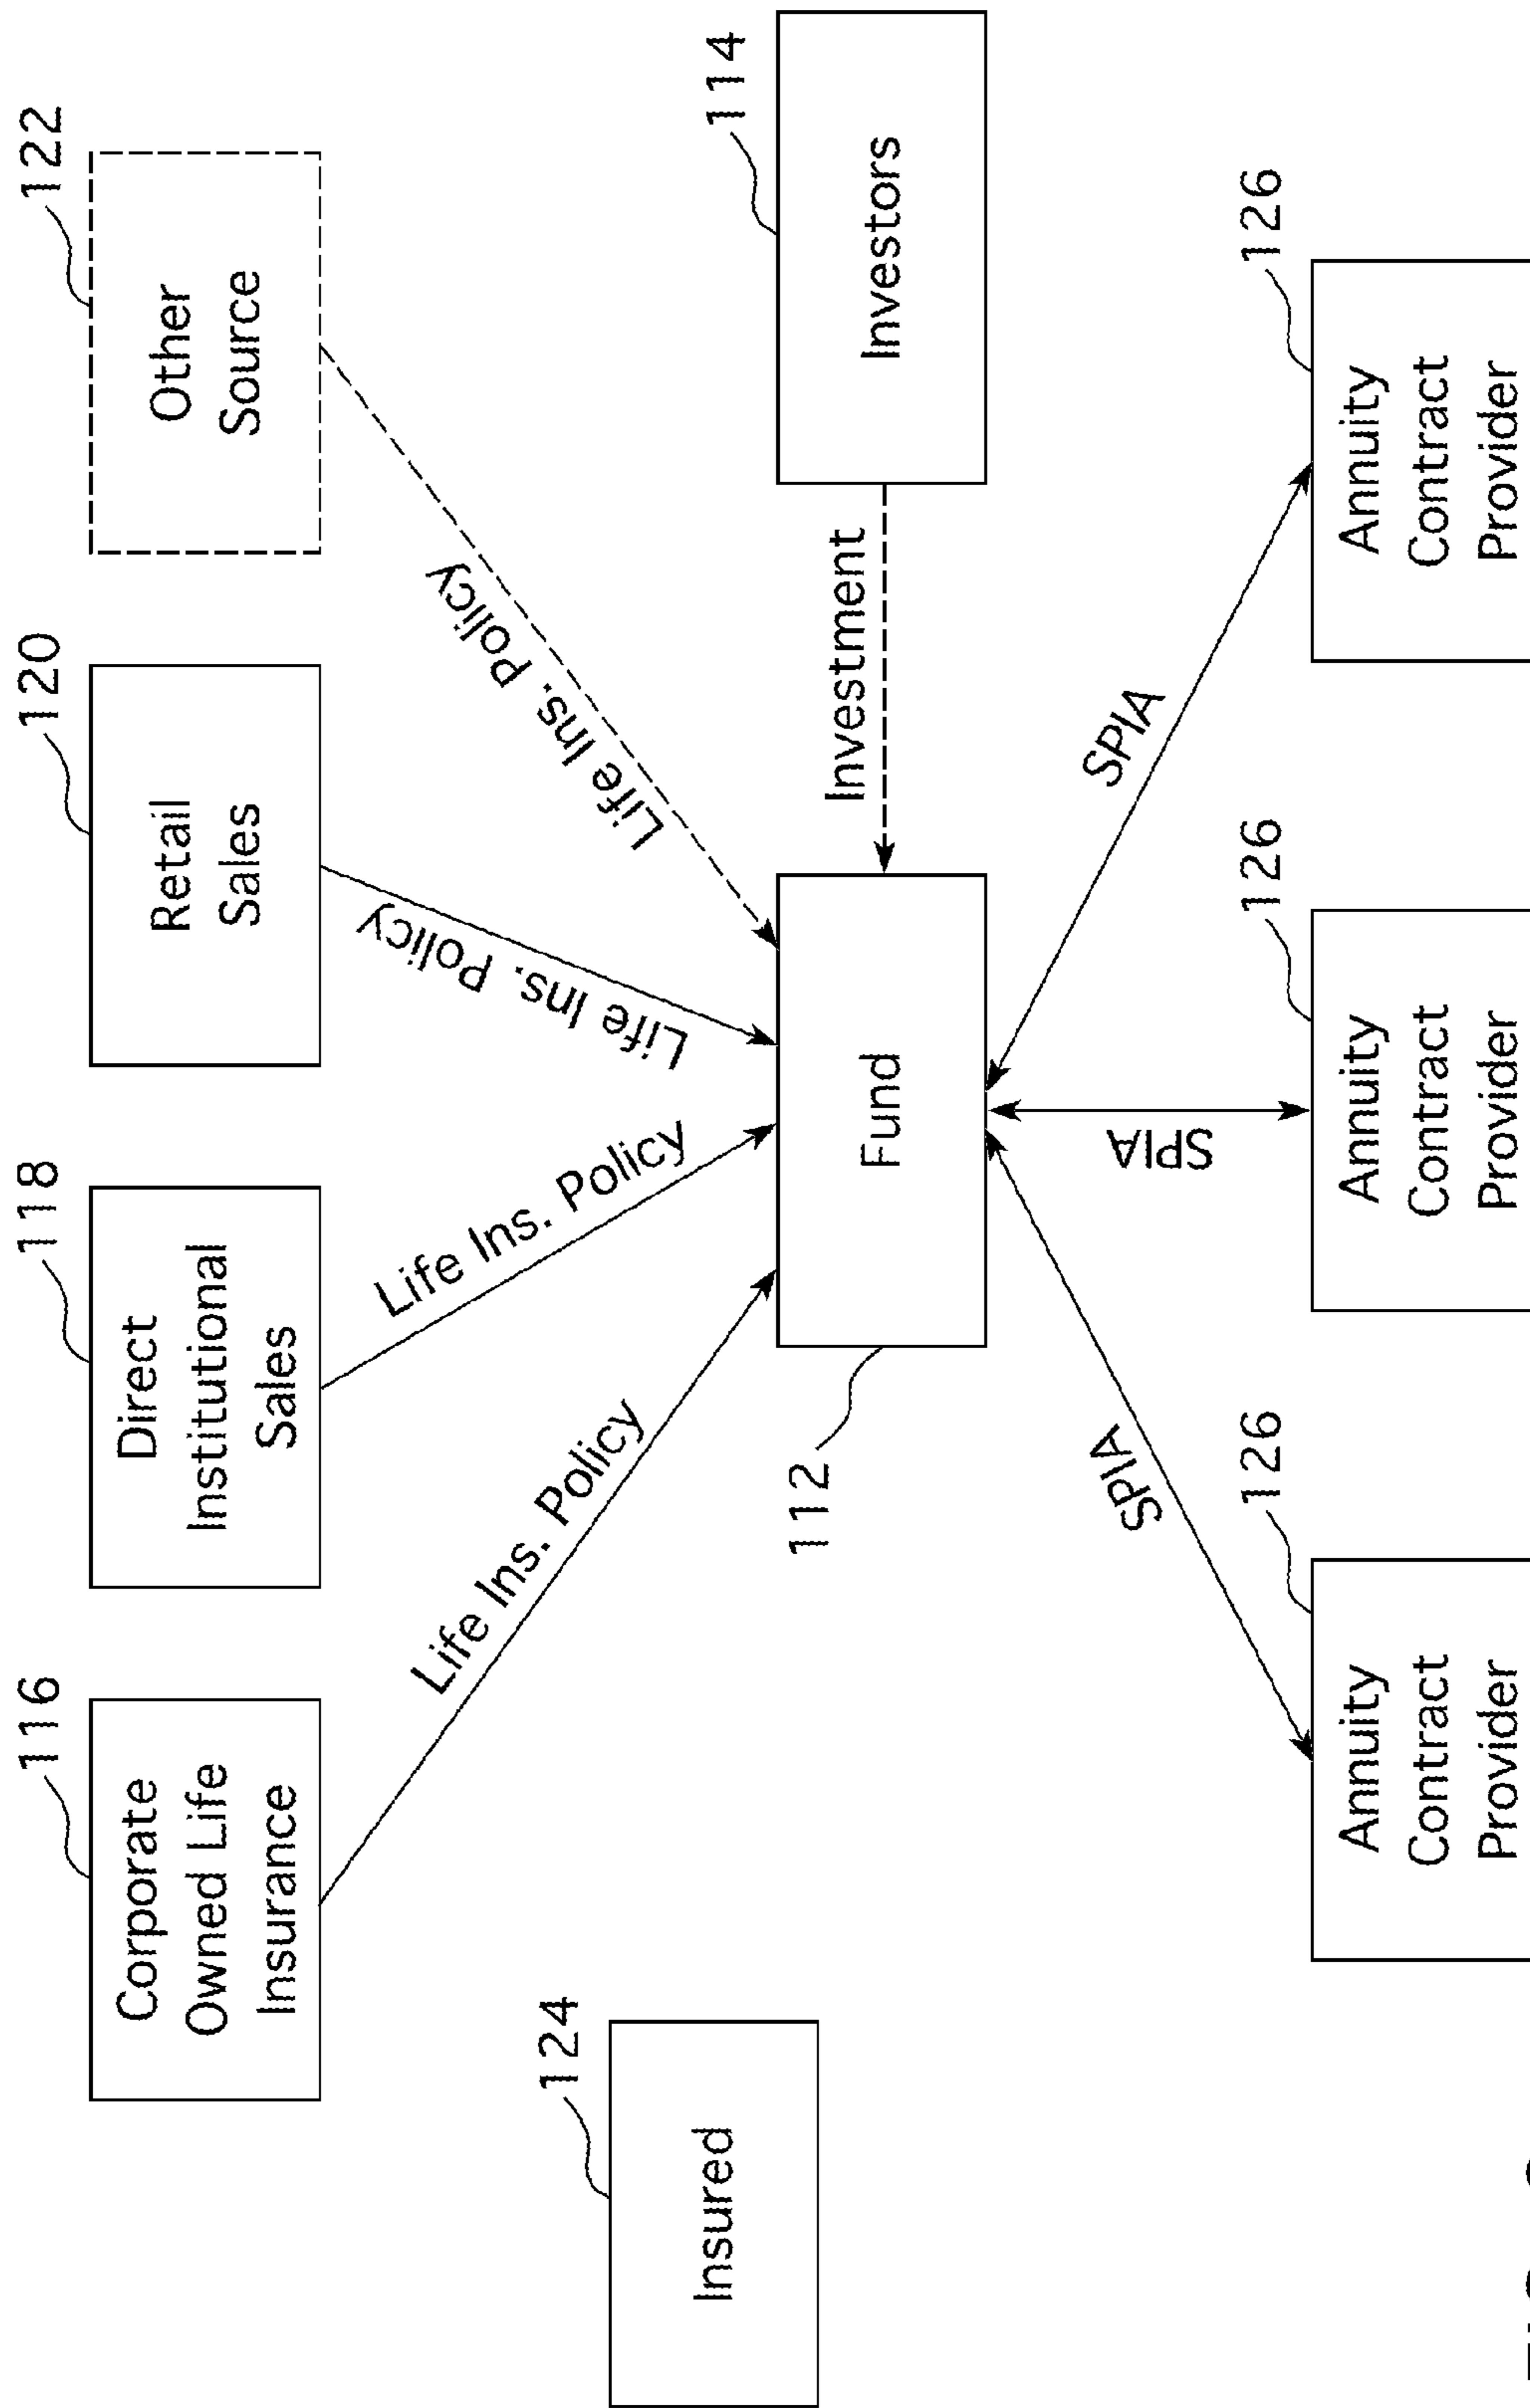 116
Corporate
Owned Life
Insurance
118
Direct
Institutional
Sales
120
Retail
Sales
122
Other
Source
Life Ins. Policy
Life Ins. Policy
Life Ins. Policy
Life Ins. Policy
124
Insured
112
Fund
Investment
114
Investors
SPIA
SPIA
SPIA
126
Annuity
Contract
Provider
126
Annuity
Contract
Provider
126
Annuity
Contract
Provider